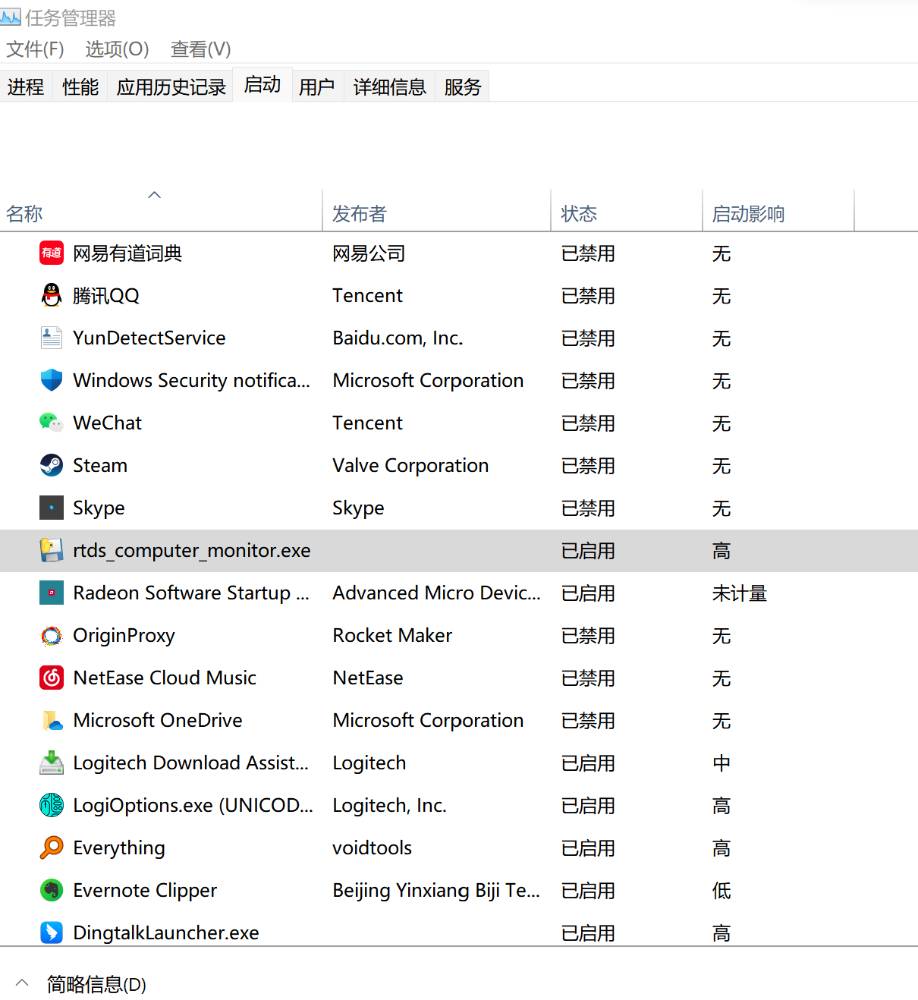 任务管理器
文件(F) 选项(O) 查看(V)
进程 性能 应用历史记录 启动 用户 详细信息 服务
名称 发布者 状态 启动影响
有道 网易有道词典 网易公司 已禁用 无
腾讯QQ Tencent 已禁用 无
YunDetectService Baidu.com, Inc. 已禁用 无
Windows Security notifica... Microsoft Corporation 已禁用 无
WeChat Tencent 已禁用 无
Steam Valve Corporation 已禁用 无
Skype Skype 已禁用 无
rtds_computer_monitor.exe 已启用 高
Radeon Software Startup ... Advanced Micro Devic... 已启用 未计量
OriginProxy Rocket Maker 已禁用 无
NetEase Cloud Music NetEase 已禁用 无
Microsoft OneDrive Microsoft Corporation 已禁用 无
Logitech Download Assist... Logitech 已启用 中
LogiOptions.exe (UNICOD... Logitech, Inc. 已启用 高
Everything voidtools 已启用 高
Evernote Clipper Beijing Yinxiang Biji Te... 已启用 低
DingtalkLauncher.exe 已启用 高
简略信息(D)